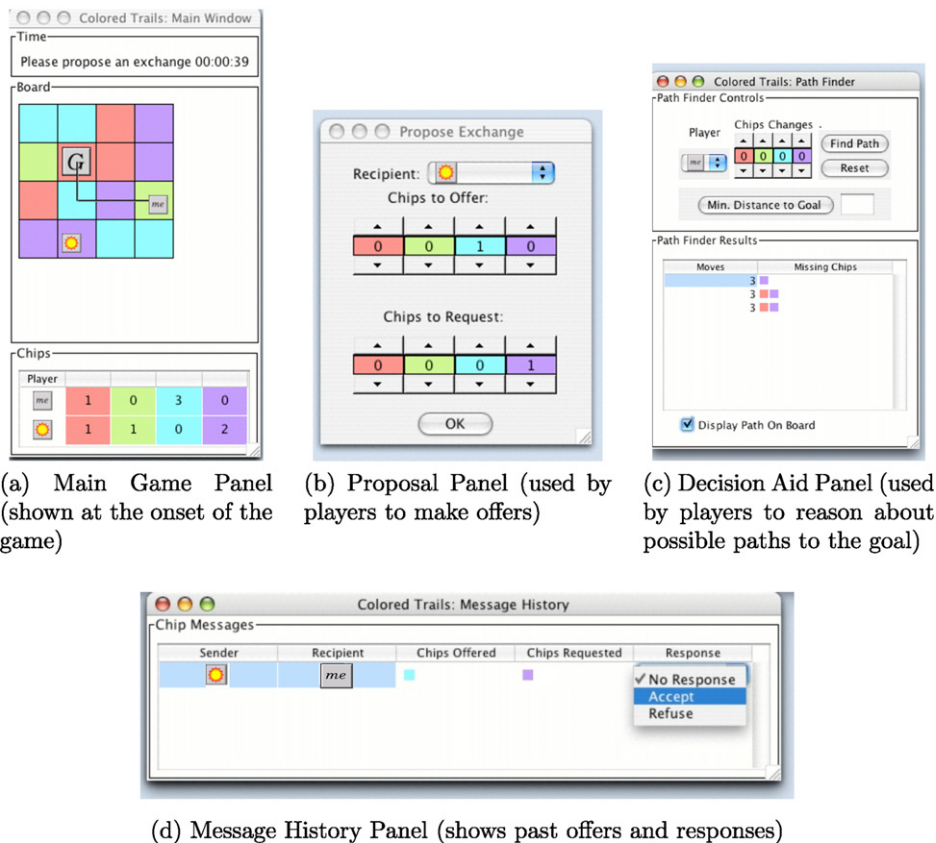 Colored Trails: Main Window
Time
Please propose an exchange 00:00:39
Board
G
me
Chips
Player
me 1 0 3 0
1 1 0 2
(a) Main Game Panel
(shown at the onset of the
game)
Propose Exchange
Recipient:
Chips to Offer:
0 0 1 0
Chips to Request:
0 0 0 1
OK
(b) Proposal Panel (used by
players to make offers)
Colored Trails: Path Finder
Path Finder Controls
Player Chips Changes .
me 0 0 0 0 Find Path
Reset
Min. Distance to Goal
Path Finder Results
Moves Missing Chips
3
3
3
Display Path On Board
(c) Decision Aid Panel (used
by players to reason about
possible paths to the goal)
Colored Trails: Message History
Chip Messages
Sender Recipient Chips Offered Chips Requested Response
me No Response
Accept
Refuse
(d) Message History Panel (shows past offers and responses)